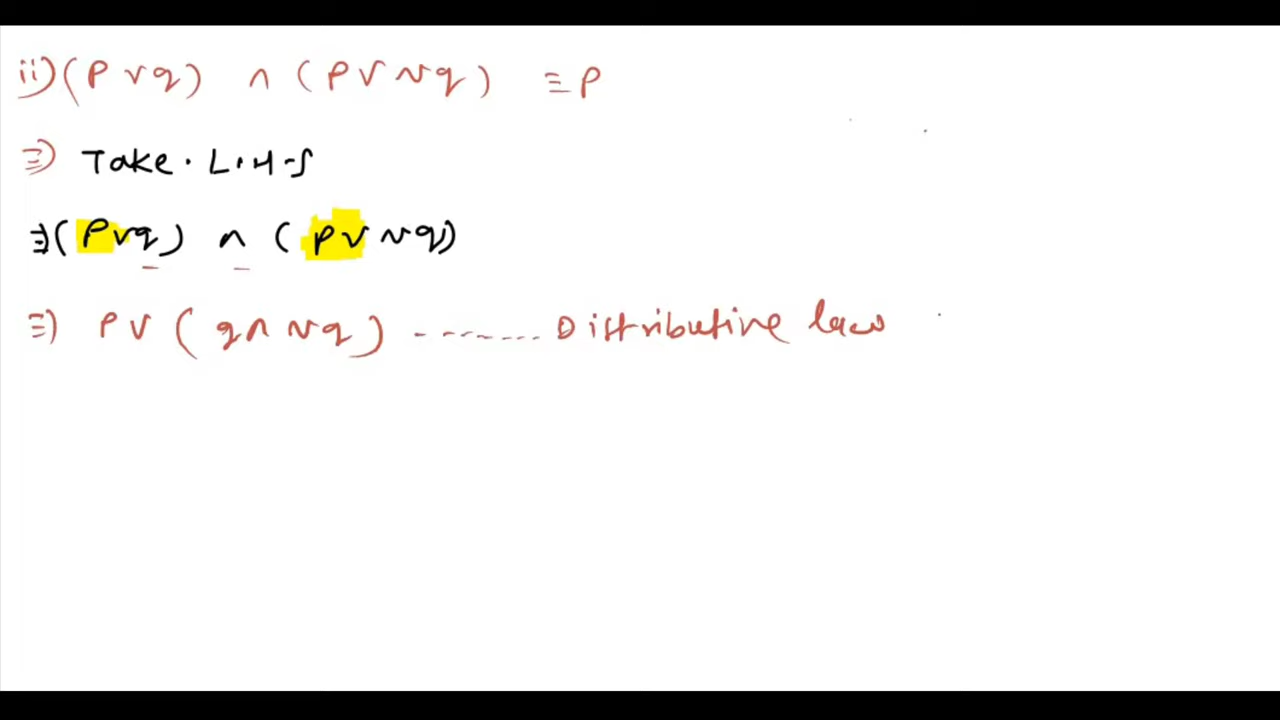 ii) (P ∨ q) ∧ (P ∨ ~q) ≡ P
≡) Take. L.H.S
≡) (P ∨ q) ∧ (P ∨ ~q)
≡) P ∨ (q ∧ ~q) ------- Distributive law